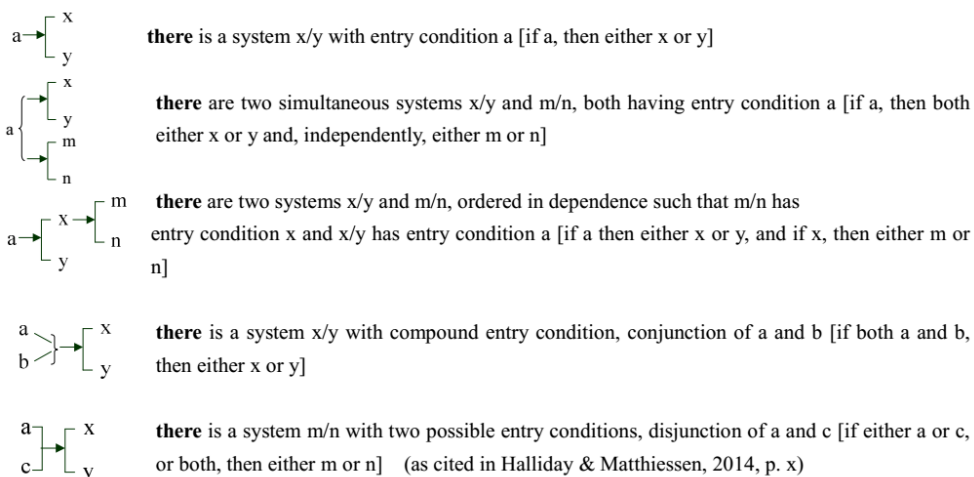 x
a
y
there is a system x/y with entry condition a [if a, then either x or y]
x
y
a
m
n
there are two simultaneous systems x/y and m/n, both having entry condition a [if a, then both
either x or y and, independently, either m or n]
m
x
n
a
y
there are two systems x/y and m/n, ordered in dependence such that m/n has
entry condition x and x/y has entry condition a [if a then either x or y, and if x, then either m or
n]
a
x
b
y
there is a system x/y with compound entry condition, conjunction of a and b [if both a and b,
then either x or y]
a
x
c
y
there is a system m/n with two possible entry conditions, disjunction of a and c [if either a or c,
or both, then either m or n] (as cited in Halliday & Matthiessen, 2014, p. x)